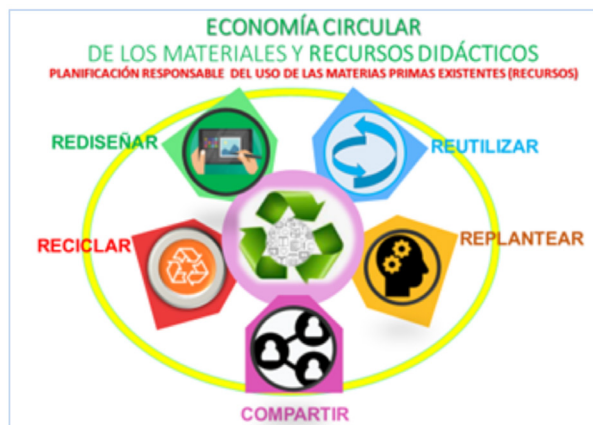 ECONOMÍA CIRCULAR
DE LOS MATERIALES Y RECURSOS DIDÁCTICOS
PLANIFICACIÓN RESPONSABLE DEL USO DE LAS MATERIAS PRIMAS EXISTENTES (RECURSOS)
REDISEÑAR
REUTILIZAR
RECICLAR
REPLANTEAR
COMPARTIR